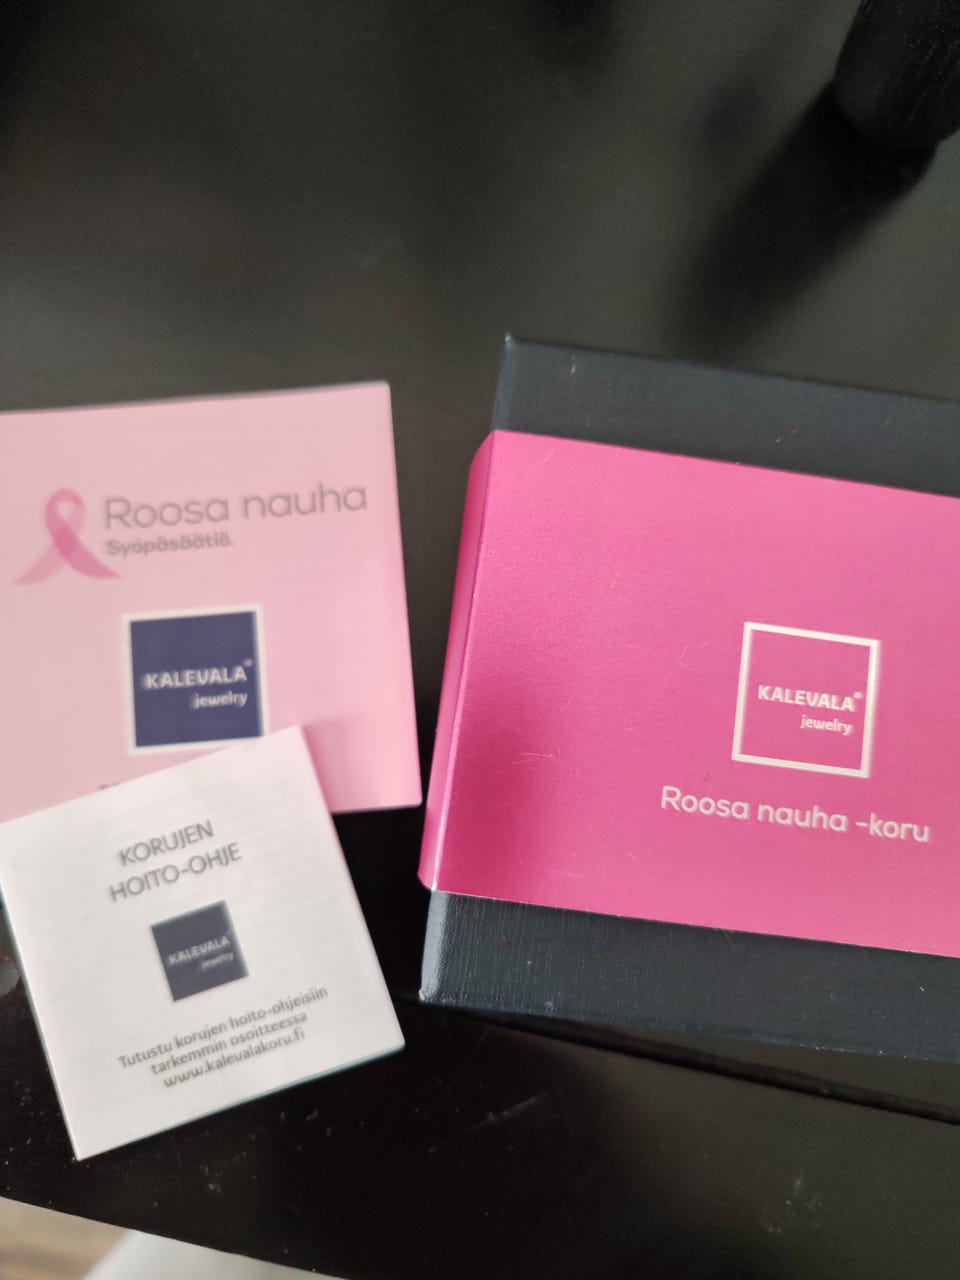 Roosa nauha
Syöpäsäätiö.
KALEVALA®
jewelry
KORUJEN
HOITO-OHJE
KALEVALA
jewelry
Tutustu korujen hoito-ohjeisiin
tarkemmin osoitteessa
www.kalevalakoru.fi
KALEVALA®
jewelry
Roosa nauha -koru